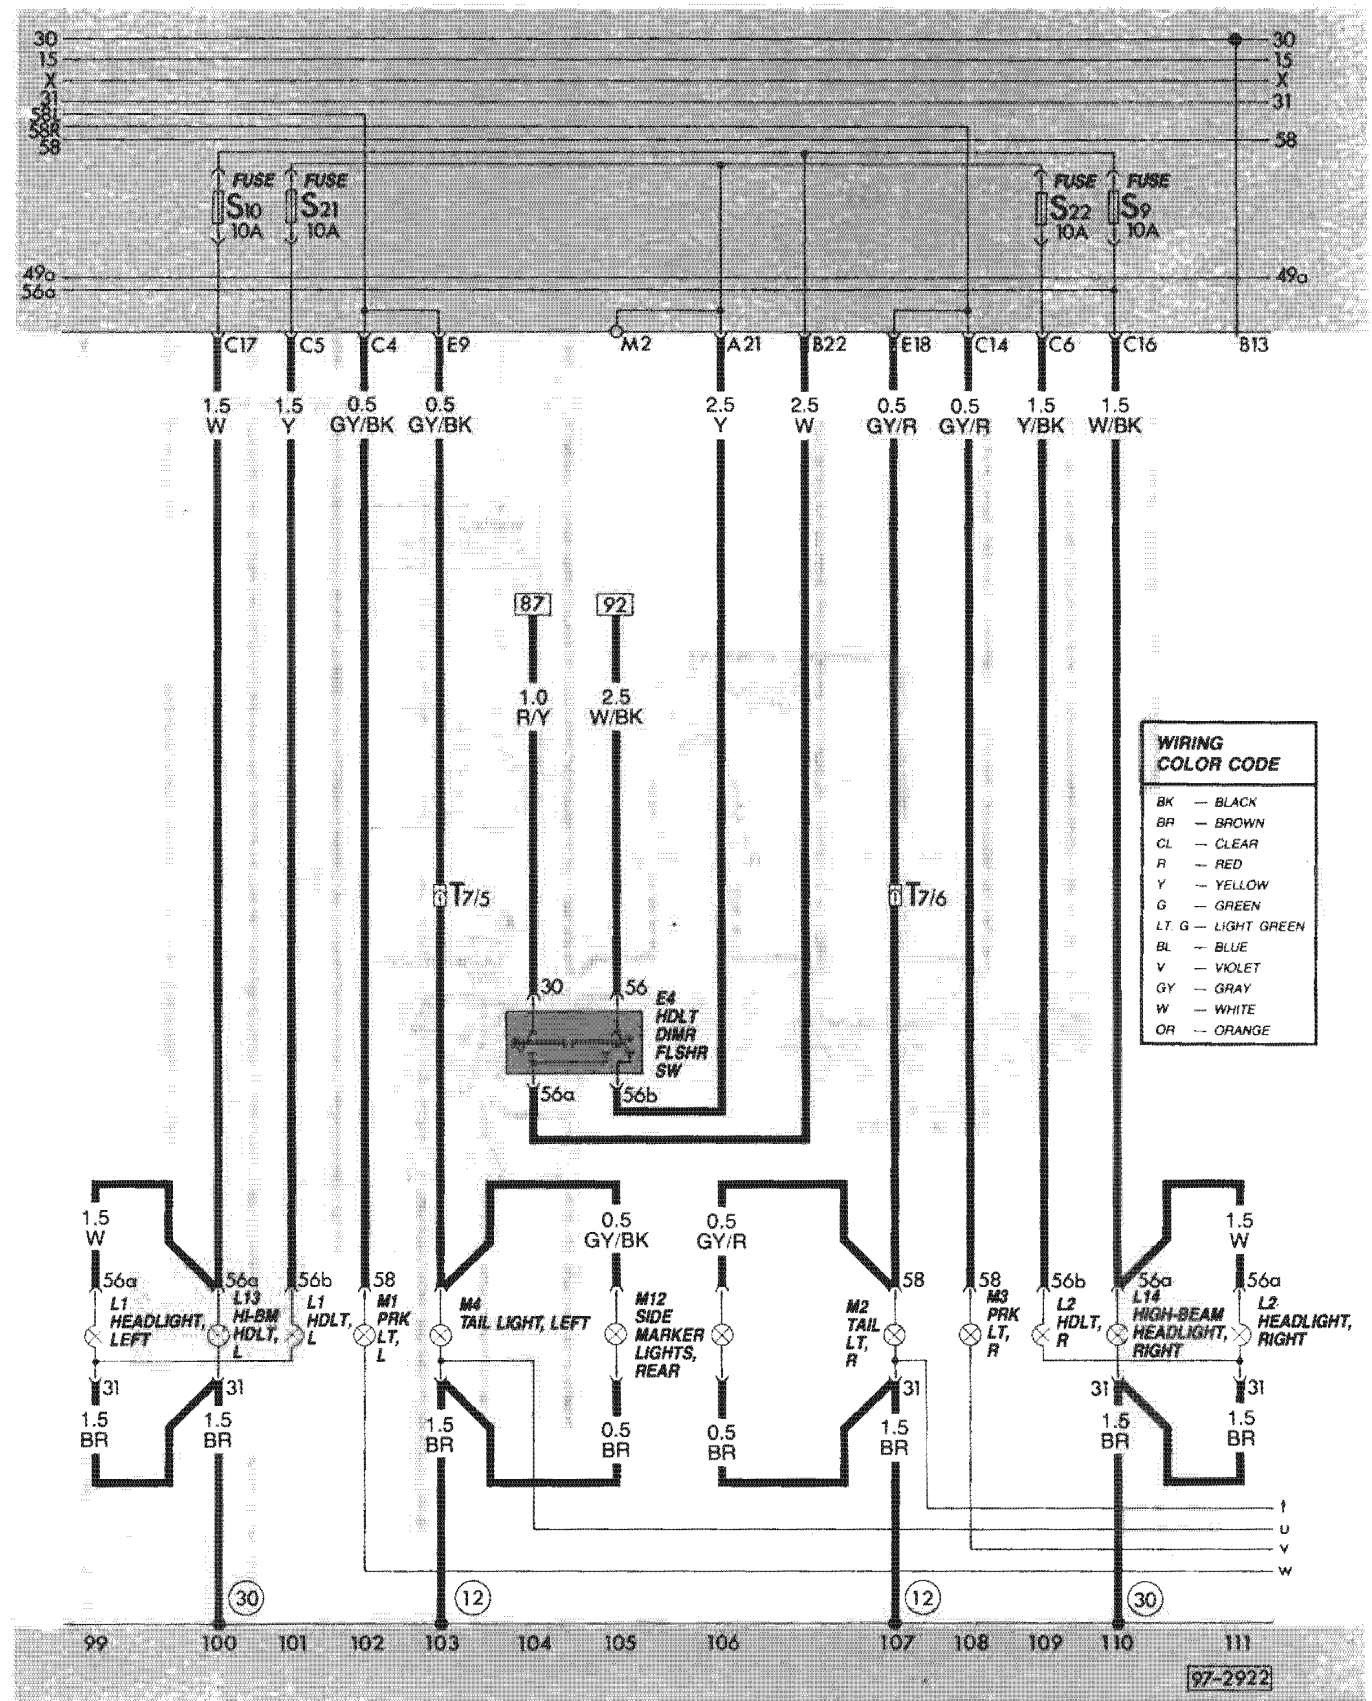 30
15
X
31
58L
58R
58
30
15
X
31
58
FUSE
S10
10A
FUSE
S21
10A
FUSE
S22
10A
FUSE
S9
10A
49a
56a
49a
C17
C5
C4
E9
M2
A21
B22
E18
C14
C6
C16
B13
1.5
W
1.5
Y
0.5
GY/BK
0.5
GY/BK
2.5
Y
2.5
W
0.5
GY/R
0.5
GY/R
1.5
Y/BK
1.5
W/BK
87
92
1.0
R/Y
2.5
W/BK
WIRING
COLOR CODE
BK — BLACK
BR — BROWN
CL — CLEAR
R — RED
Y — YELLOW
G — GREEN
LT. G — LIGHT GREEN
BL — BLUE
V — VIOLET
GY — GRAY
W — WHITE
OR — ORANGE
T7/5
T7/6
30
56
E4
HDLT
DIMR
FLSHR
SW
56a
56b
1.5
W
0.5
GY/BK
0.5
GY/R
1.5
W
56a
L1
HEADLIGHT,
LEFT
56a
L13
HI-BM
HDLT,
L
56b
L1
HDLT,
L
58
M1
PRK
LT,
L
M4
TAIL LIGHT, LEFT
M12
SIDE
MARKER
LIGHTS,
REAR
58
M2
TAIL
LT,
R
58
M3
PRK
LT,
R
56b
L2
HDLT,
R
56a
L14
HIGH-BEAM
HEADLIGHT,
RIGHT
56a
L2
HEADLIGHT,
RIGHT
31
31
31
31
31
1.5
BR
1.5
BR
1.5
BR
0.5
BR
0.5
BR
1.5
BR
1.5
BR
1.5
BR
t
u
v
w
30
12
12
30
99
100
101
102
103
104
105
106
107
108
109
110
111
97-2922